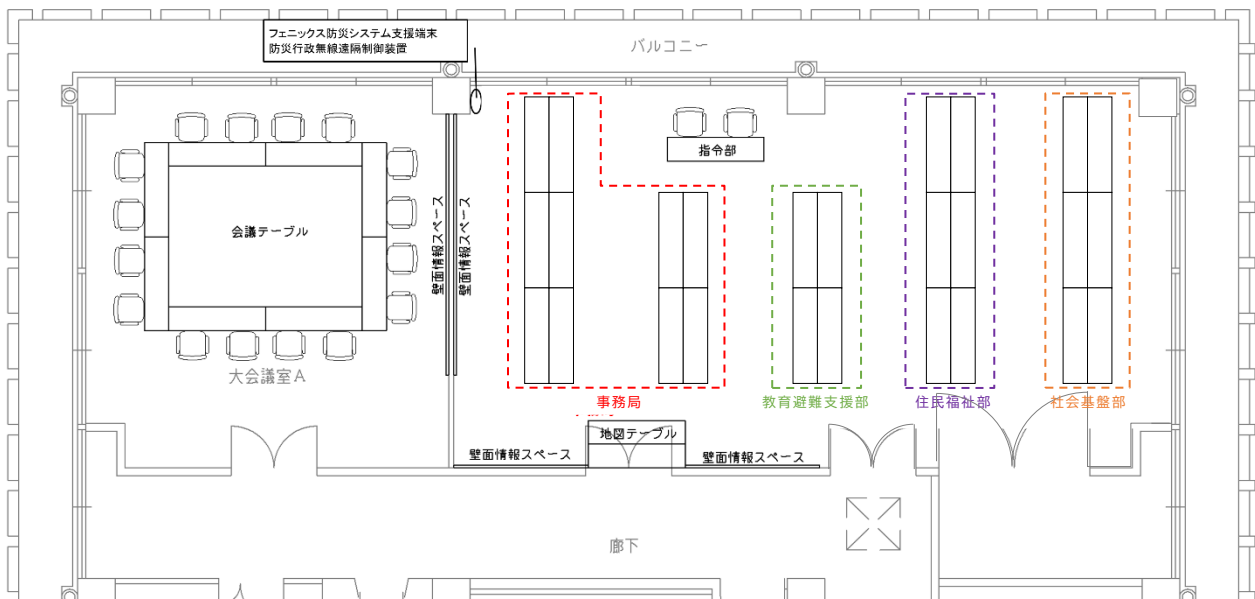 フェニックス防災システム支援端末
防災行政無線遠隔制御装置
バルコニー
指令部
会議テーブル
壁面情報スペース
壁面情報スペース
大会議室A
事務局
教育避難支援部
住民福祉部
社会基盤部
地図テーブル
壁面情報スペース
壁面情報スペース
廊下